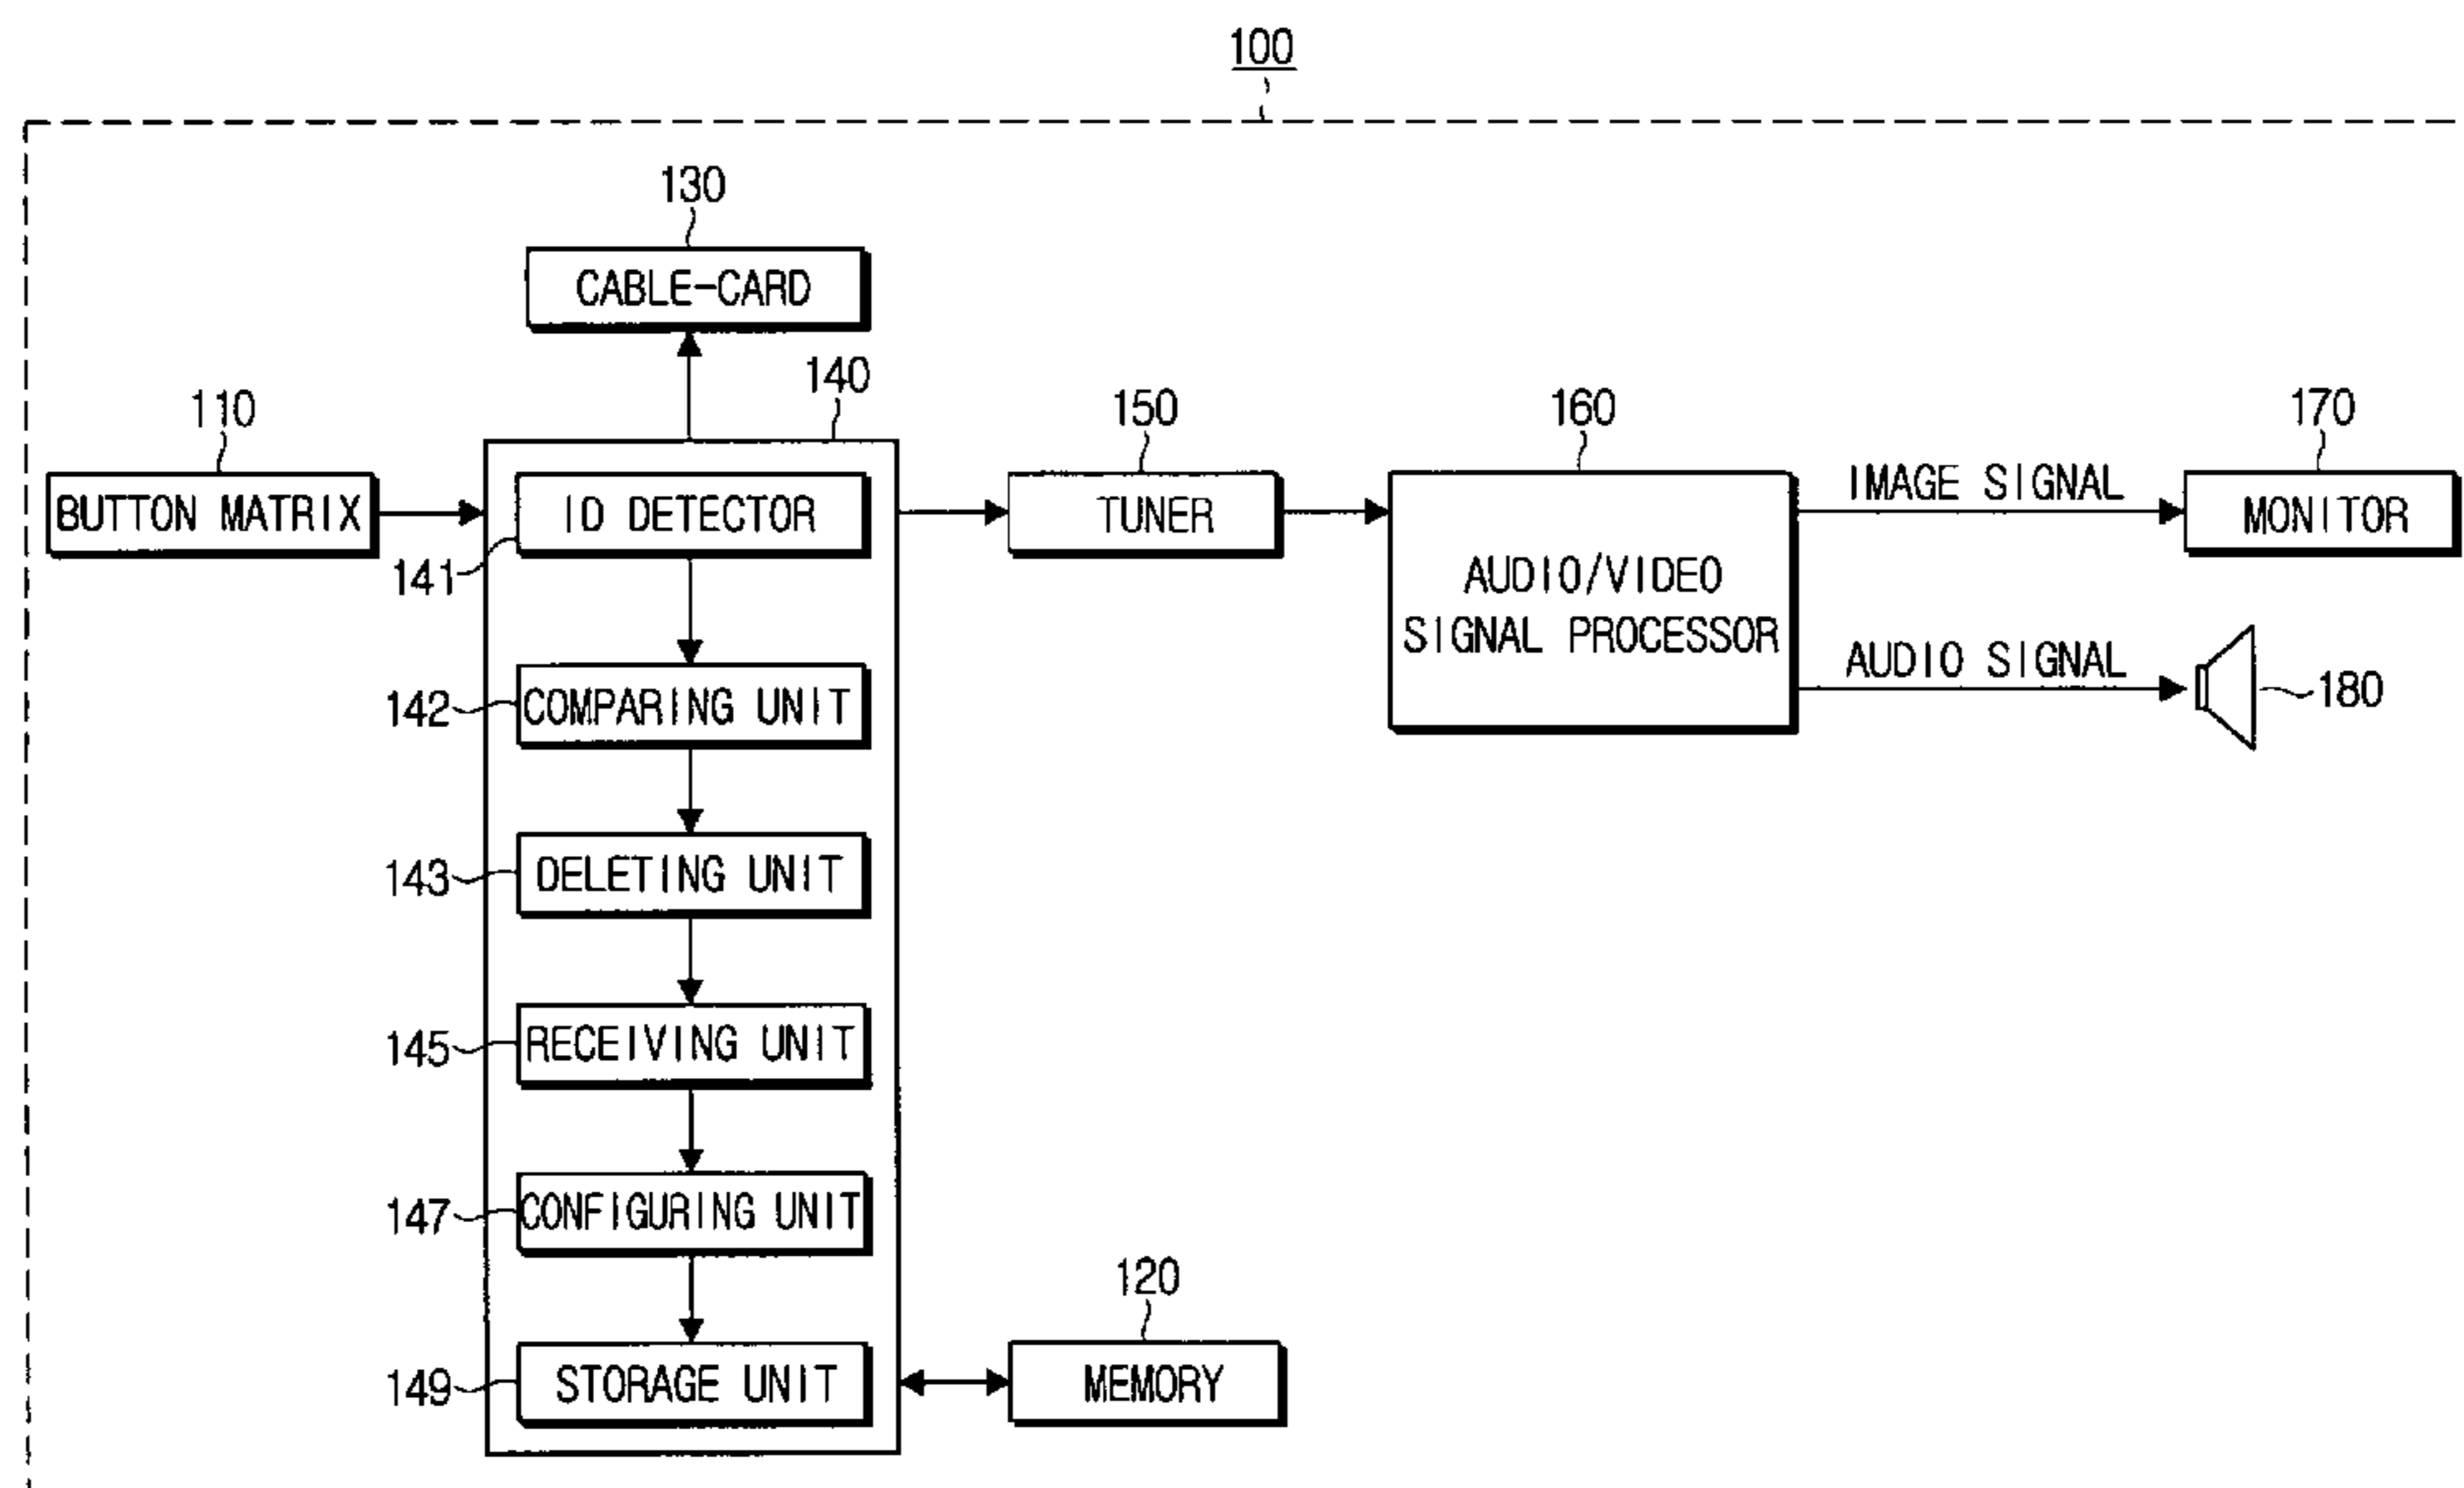 100
130
CABLE-CARD
140
110
150
160
170
BUTTON MATRIX
ID DETECTOR
141
TUNER
IMAGE SIGNAL
MONITOR
AUDIO/VIDEO
SIGNAL PROCESSOR
AUDIO SIGNAL
180
142
COMPARING UNIT
143
DELETING UNIT
145
RECEIVING UNIT
147
CONFIGURING UNIT
120
149
STORAGE UNIT
MEMORY